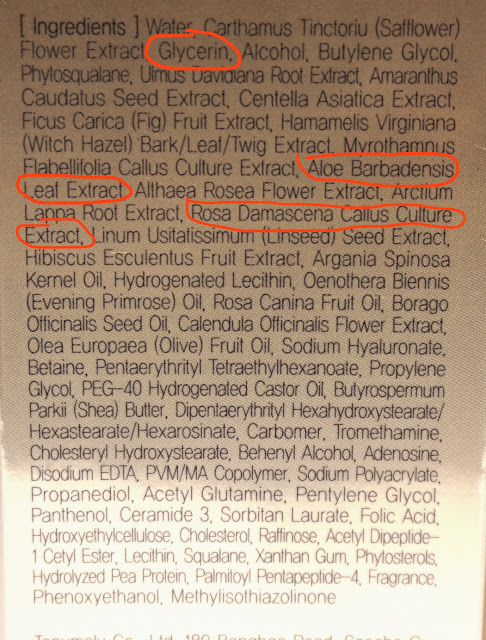 [ Ingredients ] Water, Carthamus Tinctoriu (Safflower)
Flower Extract, Glycerin, Alcohol, Butylene Glycol,
Phytosqualane, Ulmus Davidiana Root Extract, Amaranthus
Caudatus Seed Extract, Centella Asiatica Extract,
Ficus Carica (Fig) Fruit Extract, Hamamelis Virginiana
(Witch Hazel) Bark/Leaf/Twig Extract, Myrothamnus
Flabellifolia Callus Culture Extract, Aloe Barbadensis
Leaf Extract, Althaea Rosea Flower Extract, Arctium
Lappa Root Extract, Rosa Damascena Callus Culture
Extract, Linum Usitatissimum (Linseed) Seed Extract,
Hibiscus Esculentus Fruit Extract, Argania Spinosa
Kernel Oil, Hydrogenated Lecithin, Oenothera Biennis
(Evening Primrose) Oil, Rosa Canina Fruit Oil, Borago
Officinalis Seed Oil, Calendula Officinalis Flower Extract,
Olea Europaea (Olive) Fruit Oil, Sodium Hyaluronate,
Betaine, Pentaerythrityl Tetraethylhexanoate, Propylene
Glycol, PEG-40 Hydrogenated Castor Oil, Butyrospermum
Parkii (Shea) Butter, Dipentaerythrityl Hexahydroxystearate/
Hexastearate/Hexarosinate, Carbomer, Tromethamine,
Cholesteryl Hydroxystearate, Behenyl Alcohol, Adenosine,
Disodium EDTA, PVM/MA Copolymer, Sodium Polyacrylate,
Propanediol, Acetyl Glutamine, Pentylene Glycol,
Panthenol, Ceramide 3, Sorbitan Laurate, Folic Acid,
Hydroxyethylcellulose, Cholesterol, Raffinose, Acetyl Dipeptide-
1 Cetyl Ester, Lecithin, Squalane, Xanthan Gum, Phytosterols,
Hydrolyzed Pea Protein, Palmitoyl Pentapeptide-4, Fragrance,
Phenoxyethanol, Methylisothiazolinone